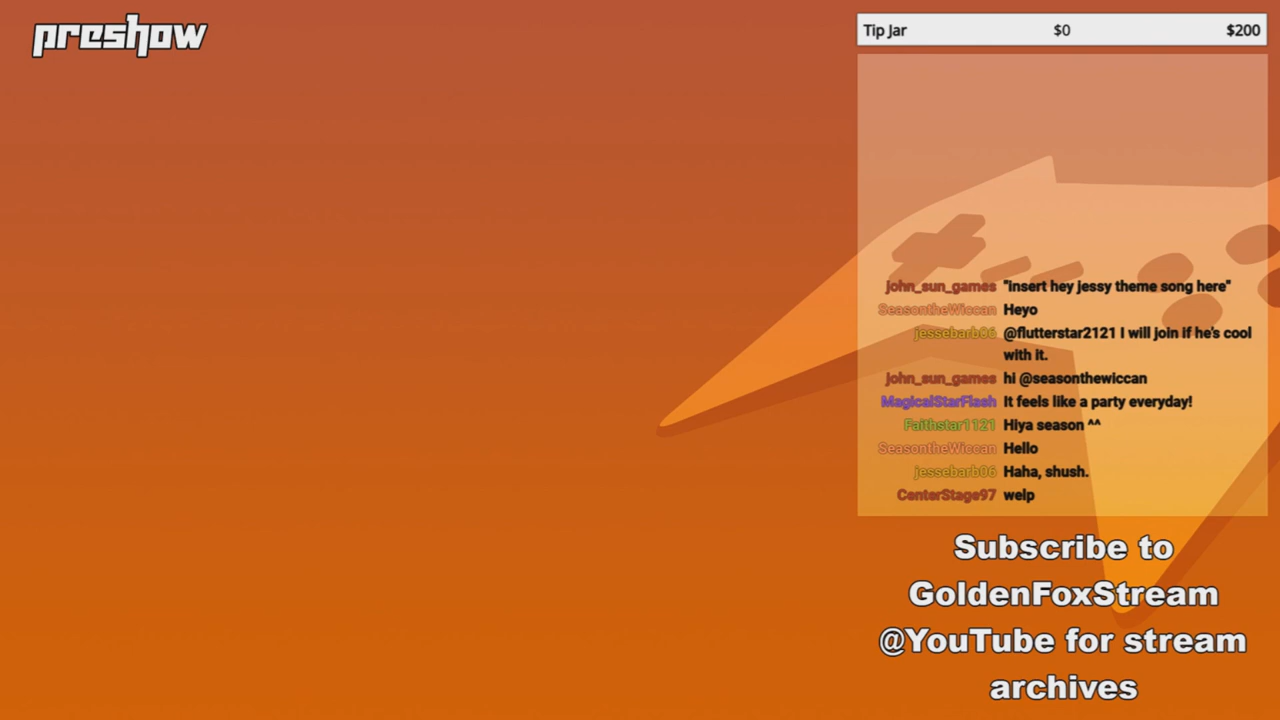 preshow
Tip Jar $0 $200
john_sun_games "insert hey jessy theme song here"
SeasontheWiccan Heyo
jessebarb06 @flutterstar2121 I will join if he's cool
with it.
john_sun_games hi @seasonthewiccan
MagicalStarFlash It feels like a party everyday!
Faithstar1121 Hiya season ^^
SeasontheWiccan Hello
jessebarb06 Haha, shush.
CenterStage97 welp
Subscribe to
GoldenFoxStream
@YouTube for stream
archives